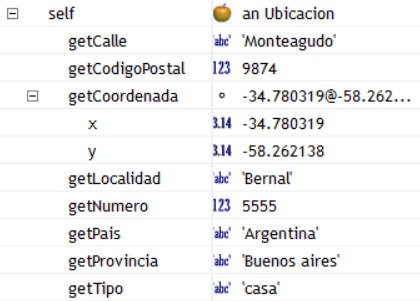 self an Ubicacion
getCalle 'abc' 'Monteagudo'
getCodigoPostal 123 9874
getCoordenada -34.780319@-58.262...
x 3.14 -34.780319
y 3.14 -58.262138
getLocalidad 'abc' 'Bernal'
getNumero 123 5555
getPais 'abc' 'Argentina'
getProvincia 'abc' 'Buenos aires'
getTipo 'abc' 'casa'